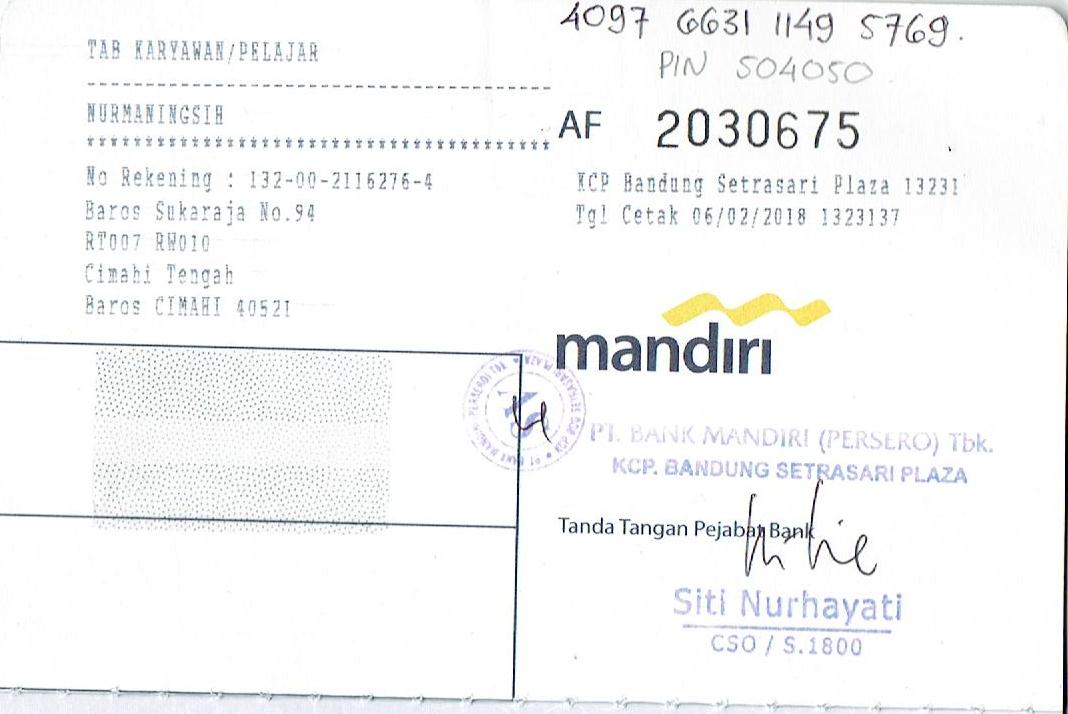 4097 6631 1149 5769.
PIN 504050
TAB KARYAWAN/PELAJAR
NURMANINGSIH
AF 2030675
No Rekening : 132-00-2116276-4
Baros Sukaraja No.94
RT007 RW010
Cimahi Tengah
Baros CIMAHI 40521
KCP Bandung Setrasari Plaza 13231
Tgl Cetak 06/02/2018 1323137
mandiri
PT. BANK MANDIRI (PERSERO) Tbk.
KCP. BANDUNG SETRASARI PLAZA
Tanda Tangan Pejabat Bank
Siti Nurhayati
CSO / S.1800